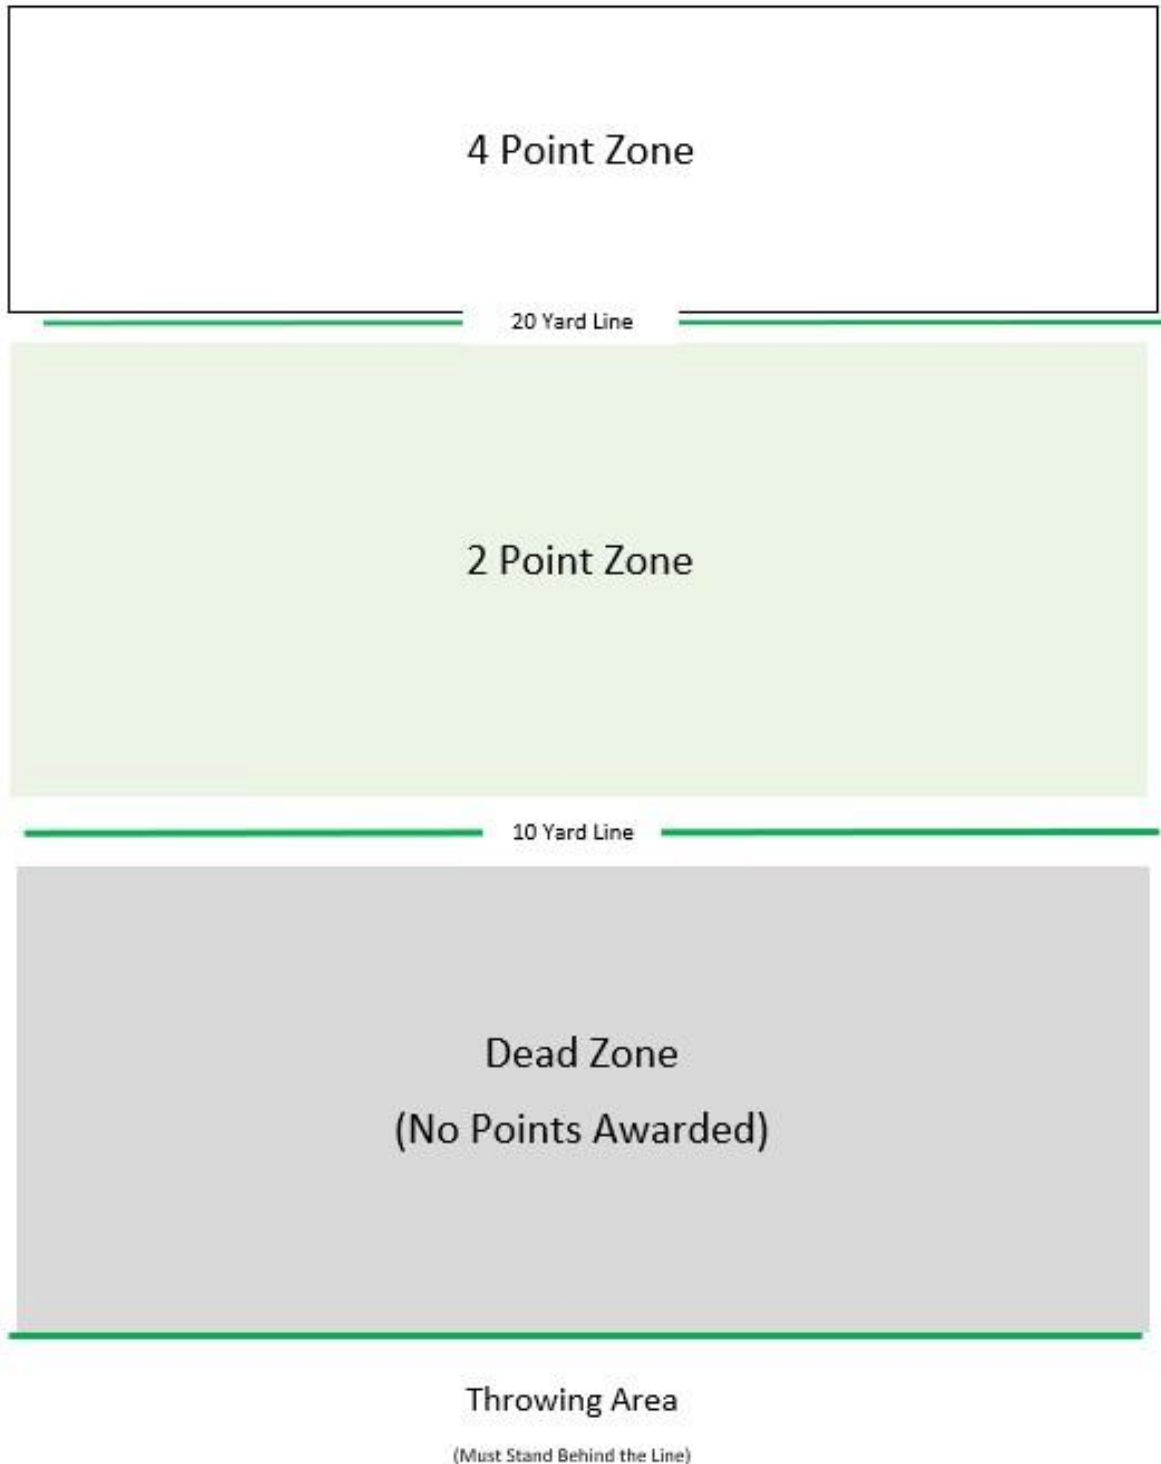 4 Point Zone
20 Yard Line
2 Point Zone
10 Yard Line
Dead Zone
(No Points Awarded)
Throwing Area
(Must Stand Behind the Line)